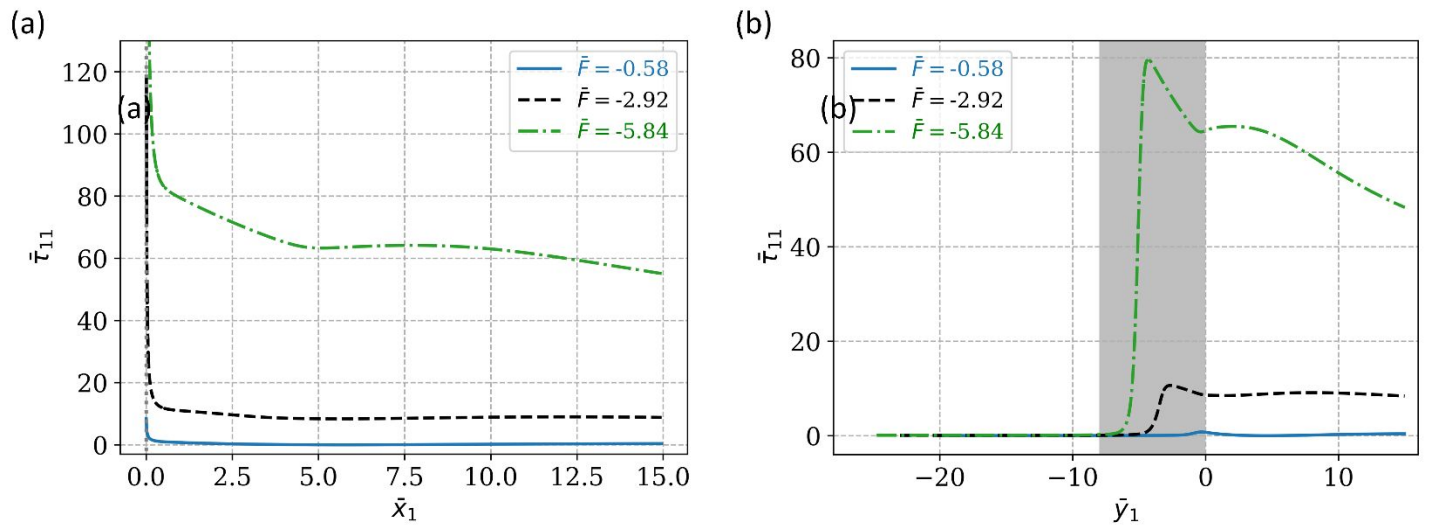 (a)
120
100
80
60
40
20
0
τ̄₁₁
(a)
F̄ = -0.58
F̄ = -2.92
F̄ = -5.84
0.0 2.5 5.0 7.5 10.0 12.5 15.0
x̄₁
(b)
80
60
40
20
0
τ̄₁₁
(b)
F̄ = -0.58
F̄ = -2.92
F̄ = -5.84
−20 −10 0 10
ȳ₁